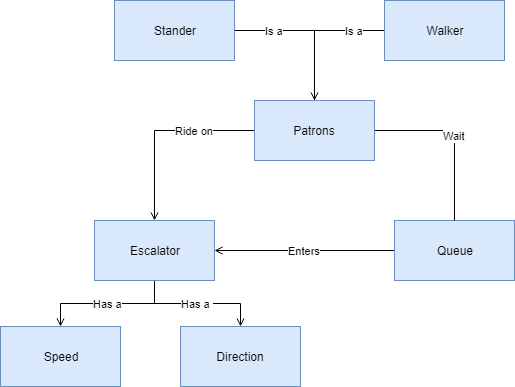 Stander
Is a
Is a
Walker
Ride on
Patrons
Wait
Escalator
Enters
Queue
Has a
Has a
Speed
Direction